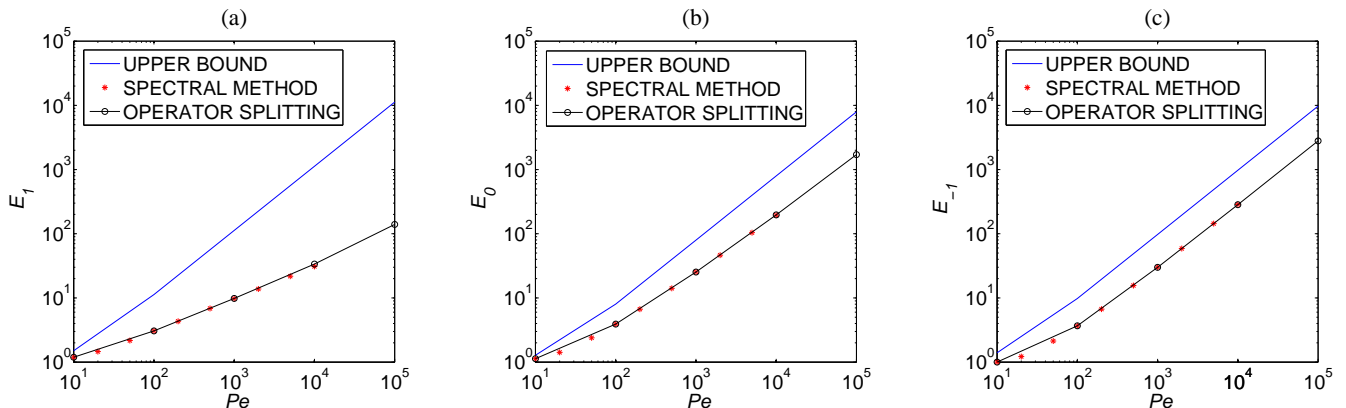 (a)
10^5
10^4
10^3
10^2
10^1
10^0
E_1
UPPER BOUND
SPECTRAL METHOD
OPERATOR SPLITTING
10^1 10^2 10^3 10^4 10^5
Pe
(b)
10^5
10^4
10^3
10^2
10^1
10^0
E_0
UPPER BOUND
SPECTRAL METHOD
OPERATOR SPLITTING
10^1 10^2 10^3 10^4 10^5
Pe
(c)
10^5
10^4
10^3
10^2
10^1
10^0
E_−1
UPPER BOUND
SPECTRAL METHOD
OPERATOR SPLITTING
10^1 10^2 10^3 10^4 10^5
Pe